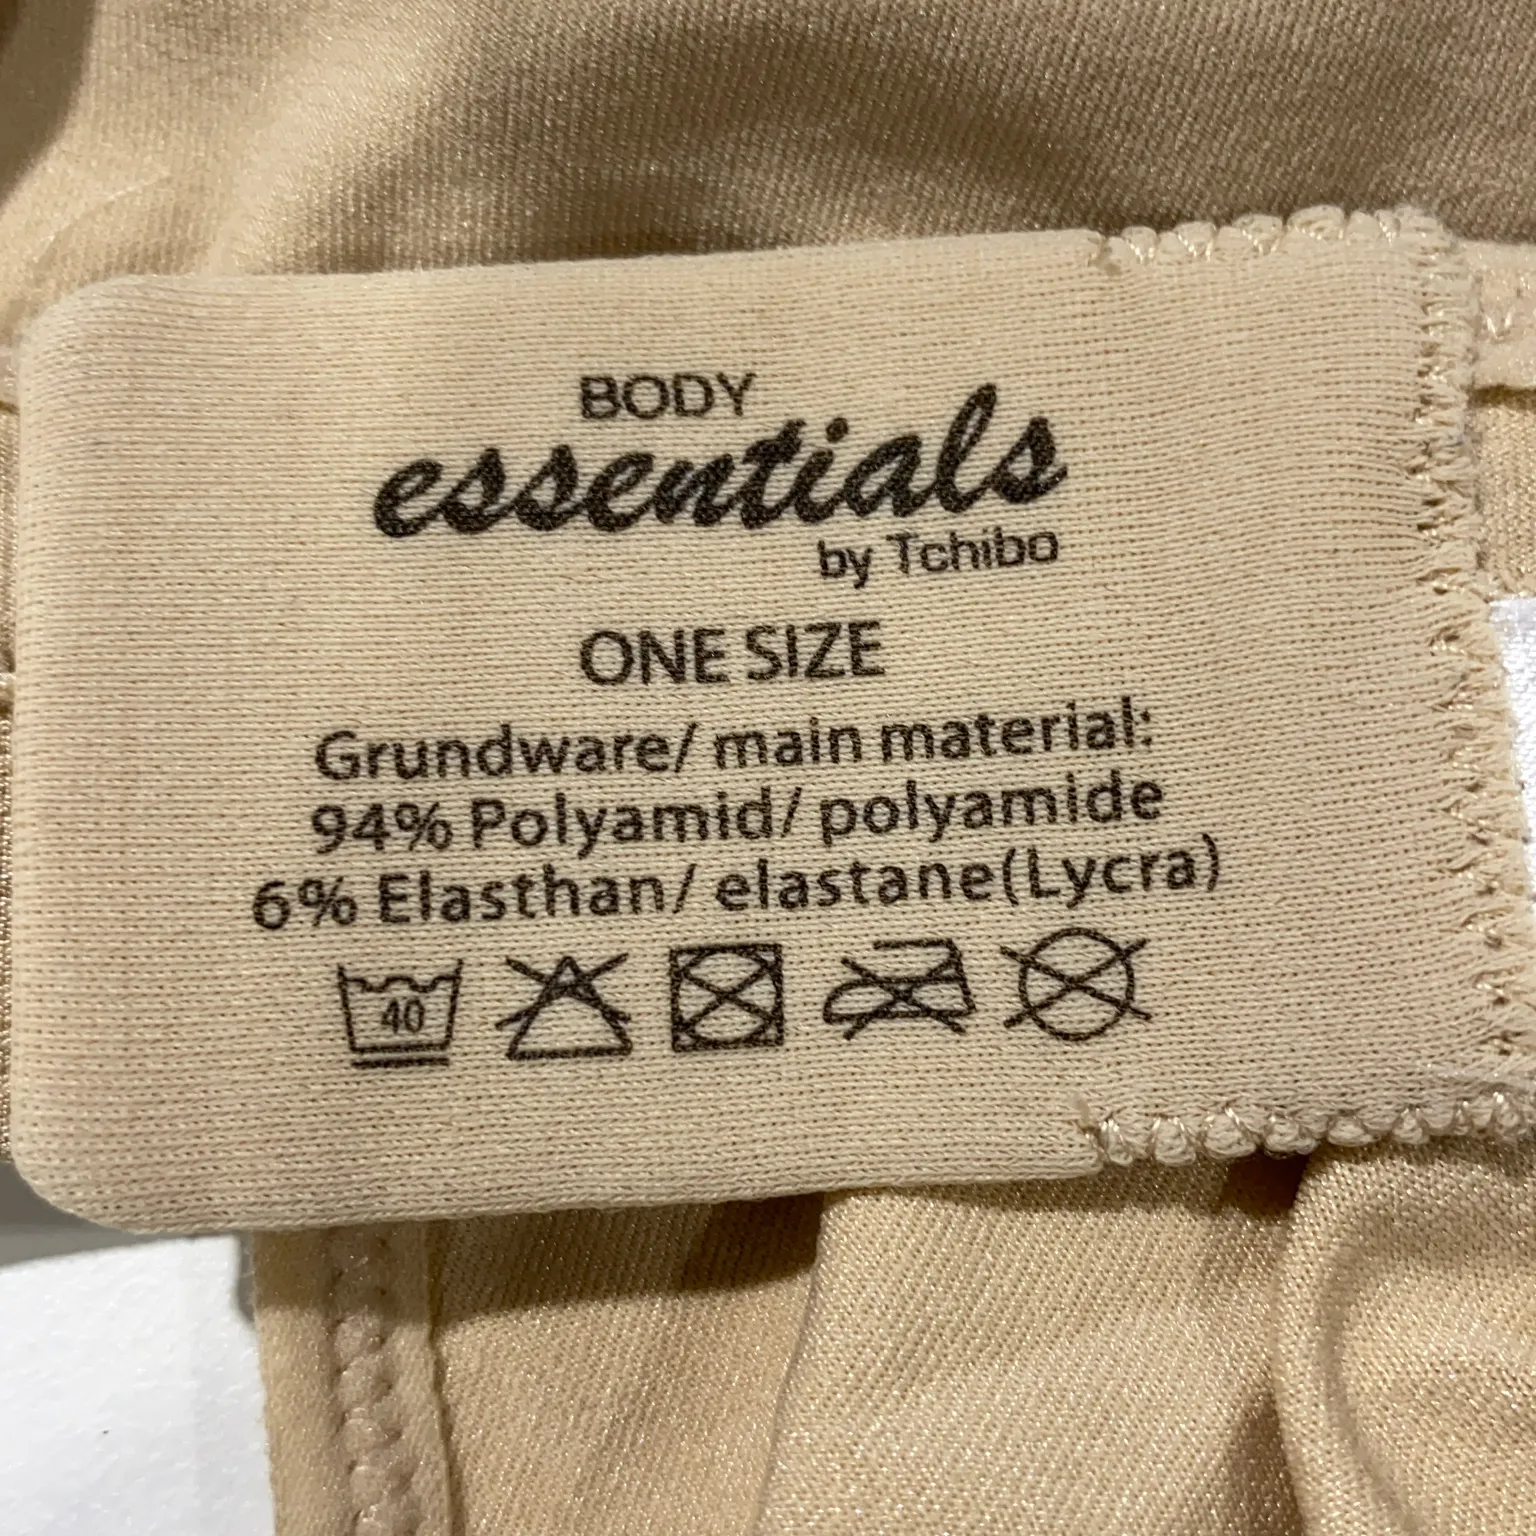 BODY
essentials
by Tchibo
ONE SIZE
Grundware/ main material:
94% Polyamid/ polyamide
6% Elasthan/ elastane(Lycra)
40